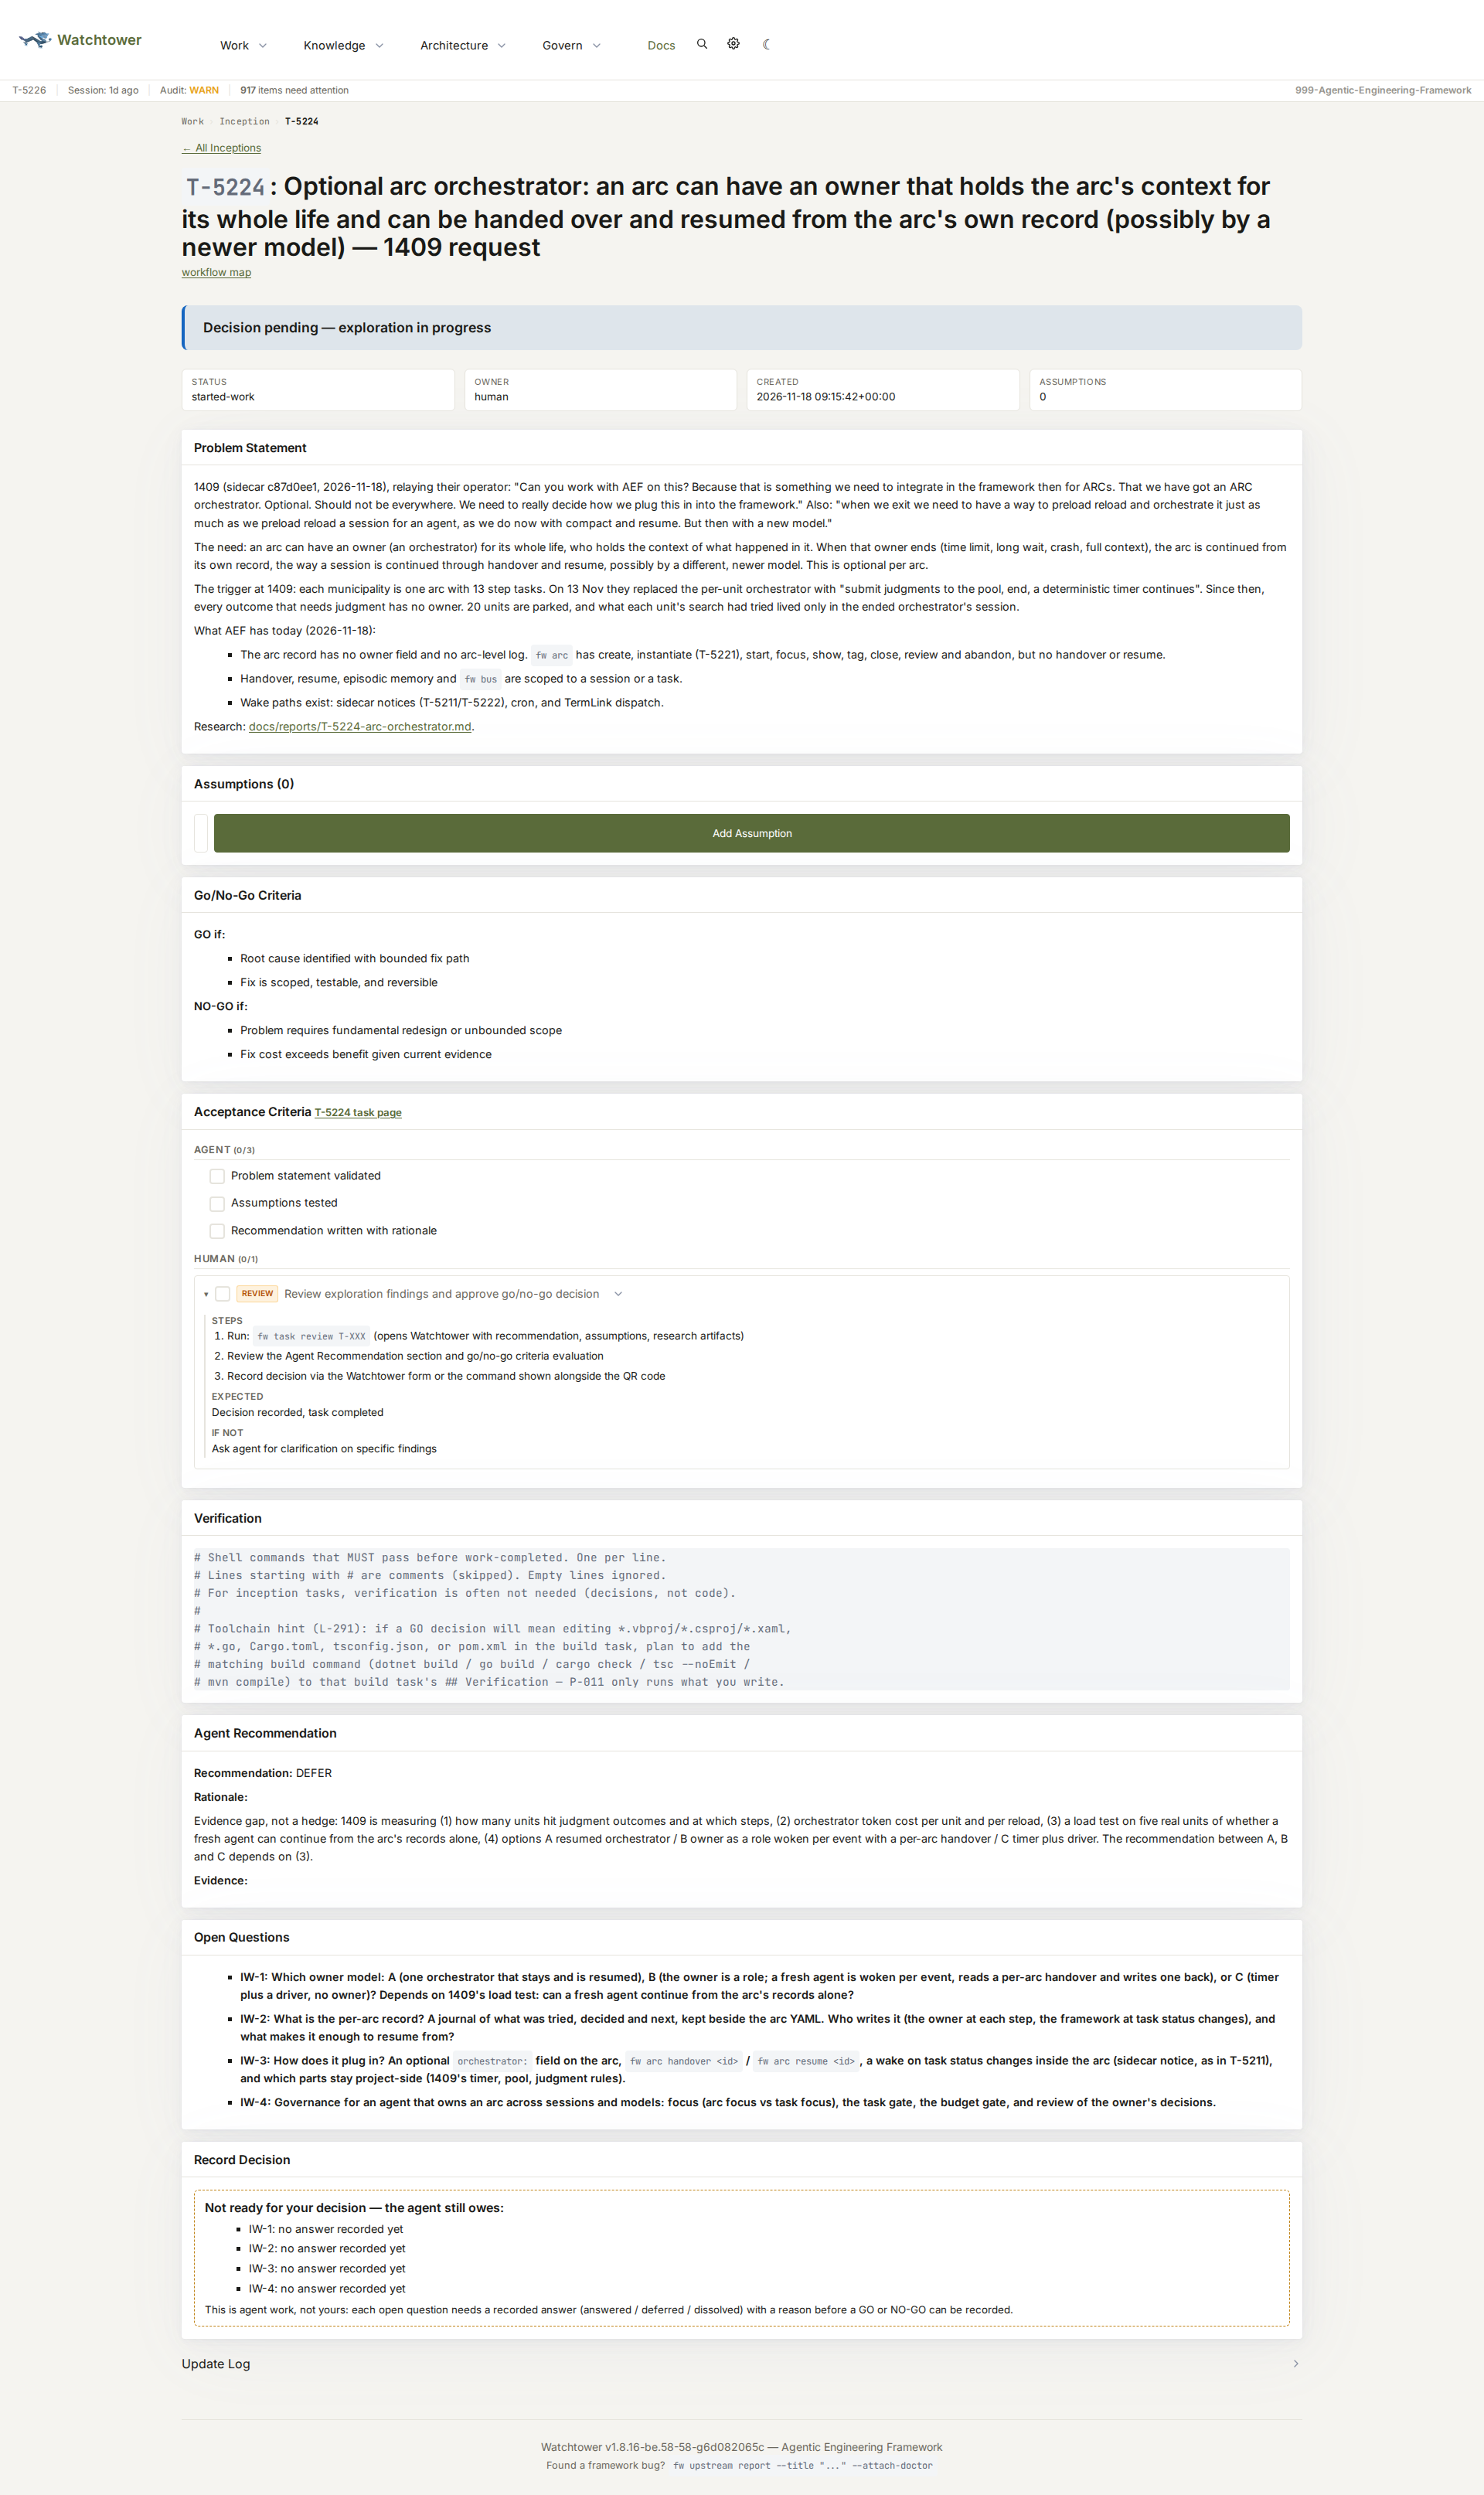 Watchtower
Work Knowledge Architecture Govern Docs
T-5226 Session: 1d ago Audit: WARN 917 items need attention 999-Agentic-Engineering-Framework
Work Inception T-5224
← All Inceptions
T-5224 : Optional arc orchestrator: an arc can have an owner that holds the arc's context for
its whole life and can be handed over and resumed from the arc's own record (possibly by a
newer model) — 1409 request
workflow map
Decision pending — exploration in progress
STATUS
started-work
OWNER
human
CREATED
2026-11-18 09:15:42+00:00
ASSUMPTIONS
0
Problem Statement
1409 (sidecar c87d0ee1, 2026-11-18), relaying their operator: "Can you work with AEF on this? Because that is something we need to integrate in the framework then for ARCs. That we have got an ARC
orchestrator. Optional. Should not be everywhere. We need to really decide how we plug this in into the framework." Also: "when we exit we need to have a way to preload reload and orchestrate it just as
much as we preload reload a session for an agent, as we do now with compact and resume. But then with a new model."
The need: an arc can have an owner (an orchestrator) for its whole life, who holds the context of what happened in it. When that owner ends (time limit, long wait, crash, full context), the arc is continued from
its own record, the way a session is continued through handover and resume, possibly by a different, newer model. This is optional per arc.
The trigger at 1409: each municipality is one arc with 13 step tasks. On 13 Nov they replaced the per-unit orchestrator with "submit judgments to the pool, end, a deterministic timer continues". Since then,
every outcome that needs judgment has no owner. 20 units are parked, and what each unit's search had tried lived only in the ended orchestrator's session.
What AEF has today (2026-11-18):
▪ The arc record has no owner field and no arc-level log. fw arc has create, instantiate (T-5221), start, focus, show, tag, close, review and abandon, but no handover or resume.
▪ Handover, resume, episodic memory and fw bus are scoped to a session or a task.
▪ Wake paths exist: sidecar notices (T-5211/T-5222), cron, and TermLink dispatch.
Research: docs/reports/T-5224-arc-orchestrator.md.
Assumptions (0)
Add Assumption
Go/No-Go Criteria
GO if:
▪ Root cause identified with bounded fix path
▪ Fix is scoped, testable, and reversible
NO-GO if:
▪ Problem requires fundamental redesign or unbounded scope
▪ Fix cost exceeds benefit given current evidence
Acceptance Criteria T-5224 task page
AGENT (0/3)
Problem statement validated
Assumptions tested
Recommendation written with rationale
HUMAN (0/1)
▾ REVIEW Review exploration findings and approve go/no-go decision
STEPS
1. Run: fw task review T-XXX (opens Watchtower with recommendation, assumptions, research artifacts)
2. Review the Agent Recommendation section and go/no-go criteria evaluation
3. Record decision via the Watchtower form or the command shown alongside the QR code
EXPECTED
Decision recorded, task completed
IF NOT
Ask agent for clarification on specific findings
Verification
# Shell commands that MUST pass before work-completed. One per line.
# Lines starting with # are comments (skipped). Empty lines ignored.
# For inception tasks, verification is often not needed (decisions, not code).
#
# Toolchain hint (L-291): if a GO decision will mean editing *.vbproj/*.csproj/*.xaml,
# *.go, Cargo.toml, tsconfig.json, or pom.xml in the build task, plan to add the
# matching build command (dotnet build / go build / cargo check / tsc --noEmit /
# mvn compile) to that build task's ## Verification — P-011 only runs what you write.
Agent Recommendation
Recommendation: DEFER
Rationale:
Evidence gap, not a hedge: 1409 is measuring (1) how many units hit judgment outcomes and at which steps, (2) orchestrator token cost per unit and per reload, (3) a load test on five real units of whether a
fresh agent can continue from the arc's records alone, (4) options A resumed orchestrator / B owner as a role woken per event with a per-arc handover / C timer plus driver. The recommendation between A, B
and C depends on (3).
Evidence:
Open Questions
▪ IW-1: Which owner model: A (one orchestrator that stays and is resumed), B (the owner is a role; a fresh agent is woken per event, reads a per-arc handover and writes one back), or C (timer
plus a driver, no owner)? Depends on 1409's load test: can a fresh agent continue from the arc's records alone?
▪ IW-2: What is the per-arc record? A journal of what was tried, decided and next, kept beside the arc YAML. Who writes it (the owner at each step, the framework at task status changes), and
what makes it enough to resume from?
▪ IW-3: How does it plug in? An optional orchestrator: field on the arc, fw arc handover <id> / fw arc resume <id> , a wake on task status changes inside the arc (sidecar notice, as in T-5211),
and which parts stay project-side (1409's timer, pool, judgment rules).
▪ IW-4: Governance for an agent that owns an arc across sessions and models: focus (arc focus vs task focus), the task gate, the budget gate, and review of the owner's decisions.
Record Decision
Not ready for your decision — the agent still owes:
▪ IW-1: no answer recorded yet
▪ IW-2: no answer recorded yet
▪ IW-3: no answer recorded yet
▪ IW-4: no answer recorded yet
This is agent work, not yours: each open question needs a recorded answer (answered / deferred / dissolved) with a reason before a GO or NO-GO can be recorded.
Update Log
Watchtower v1.8.16-be.58-58-g6d082065c — Agentic Engineering Framework
Found a framework bug? fw upstream report --title "..." --attach-doctor